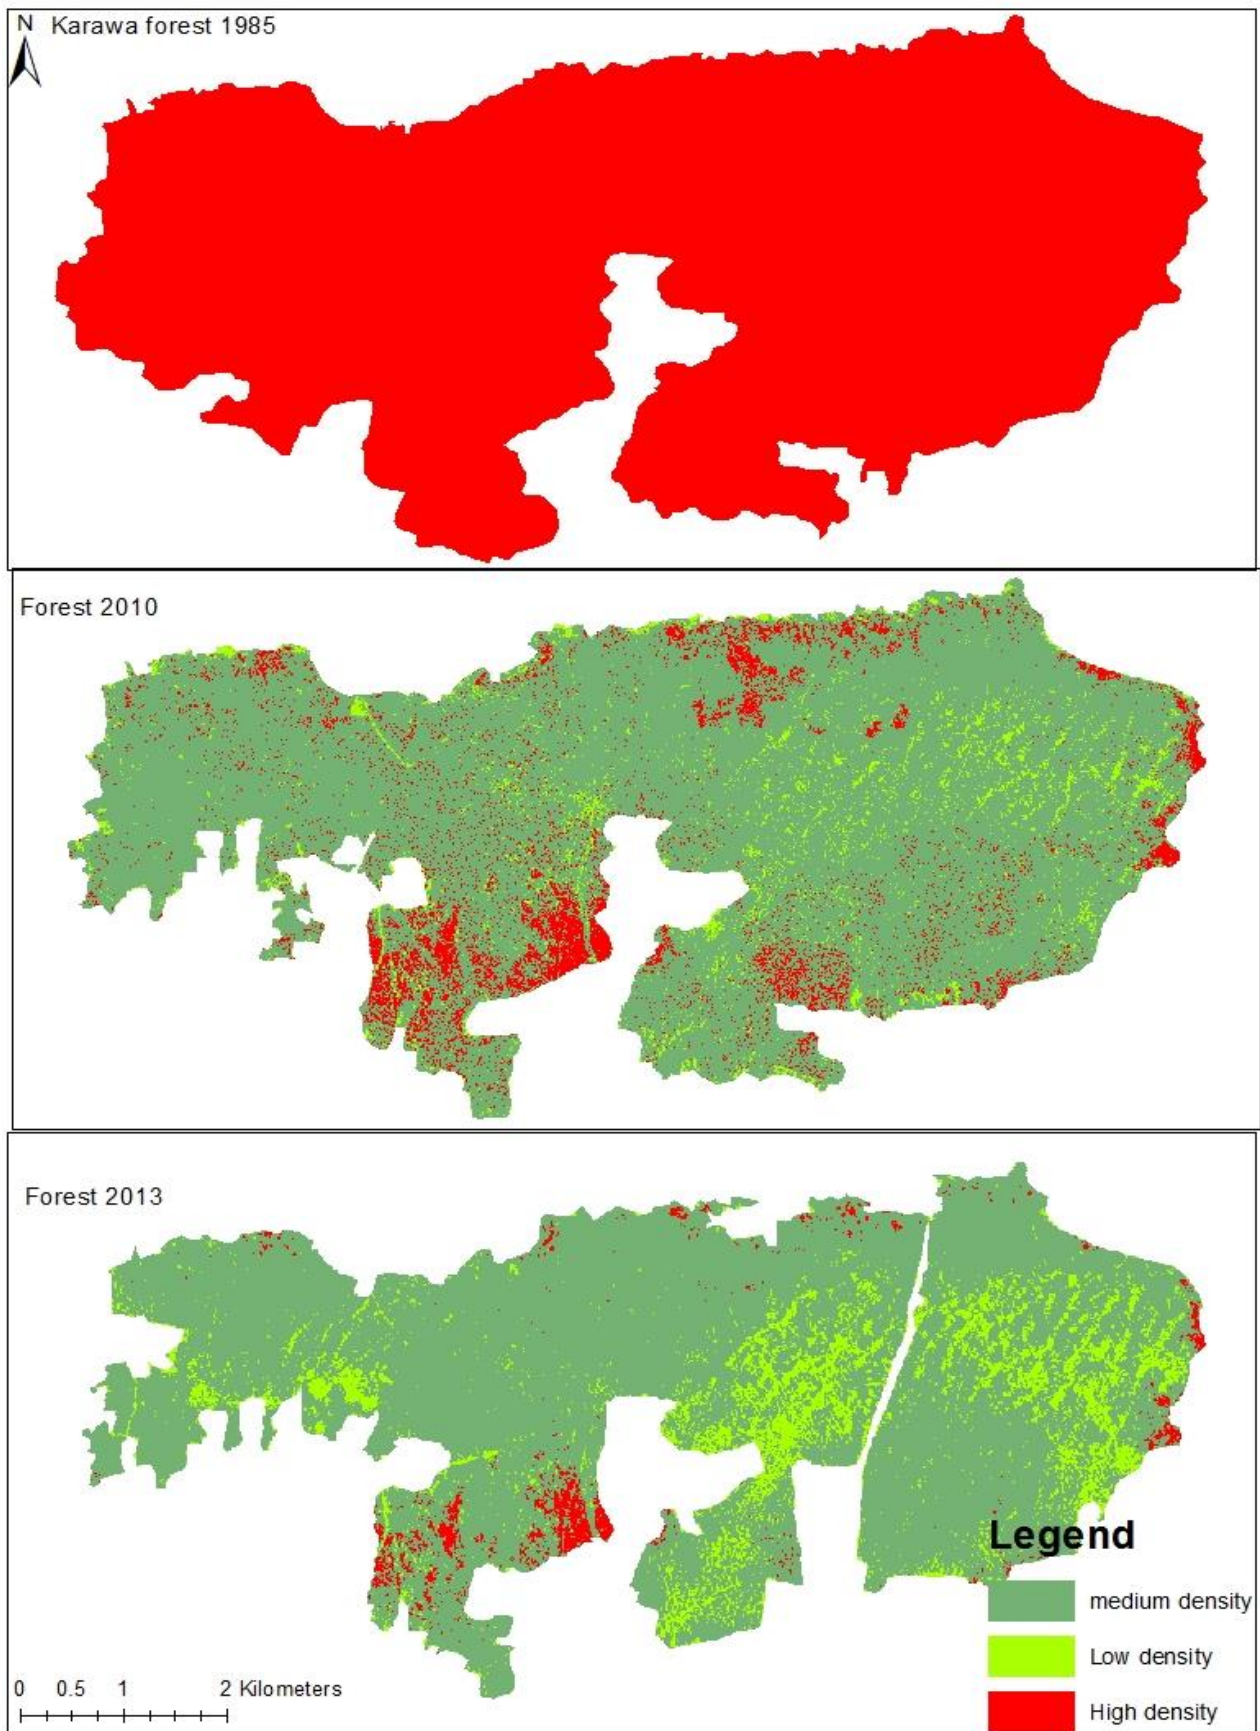 N
Karawa forest 1985
Forest 2010
Forest 2013
Legend
medium density
Low density
High density
0 0.5 1 2 Kilometers